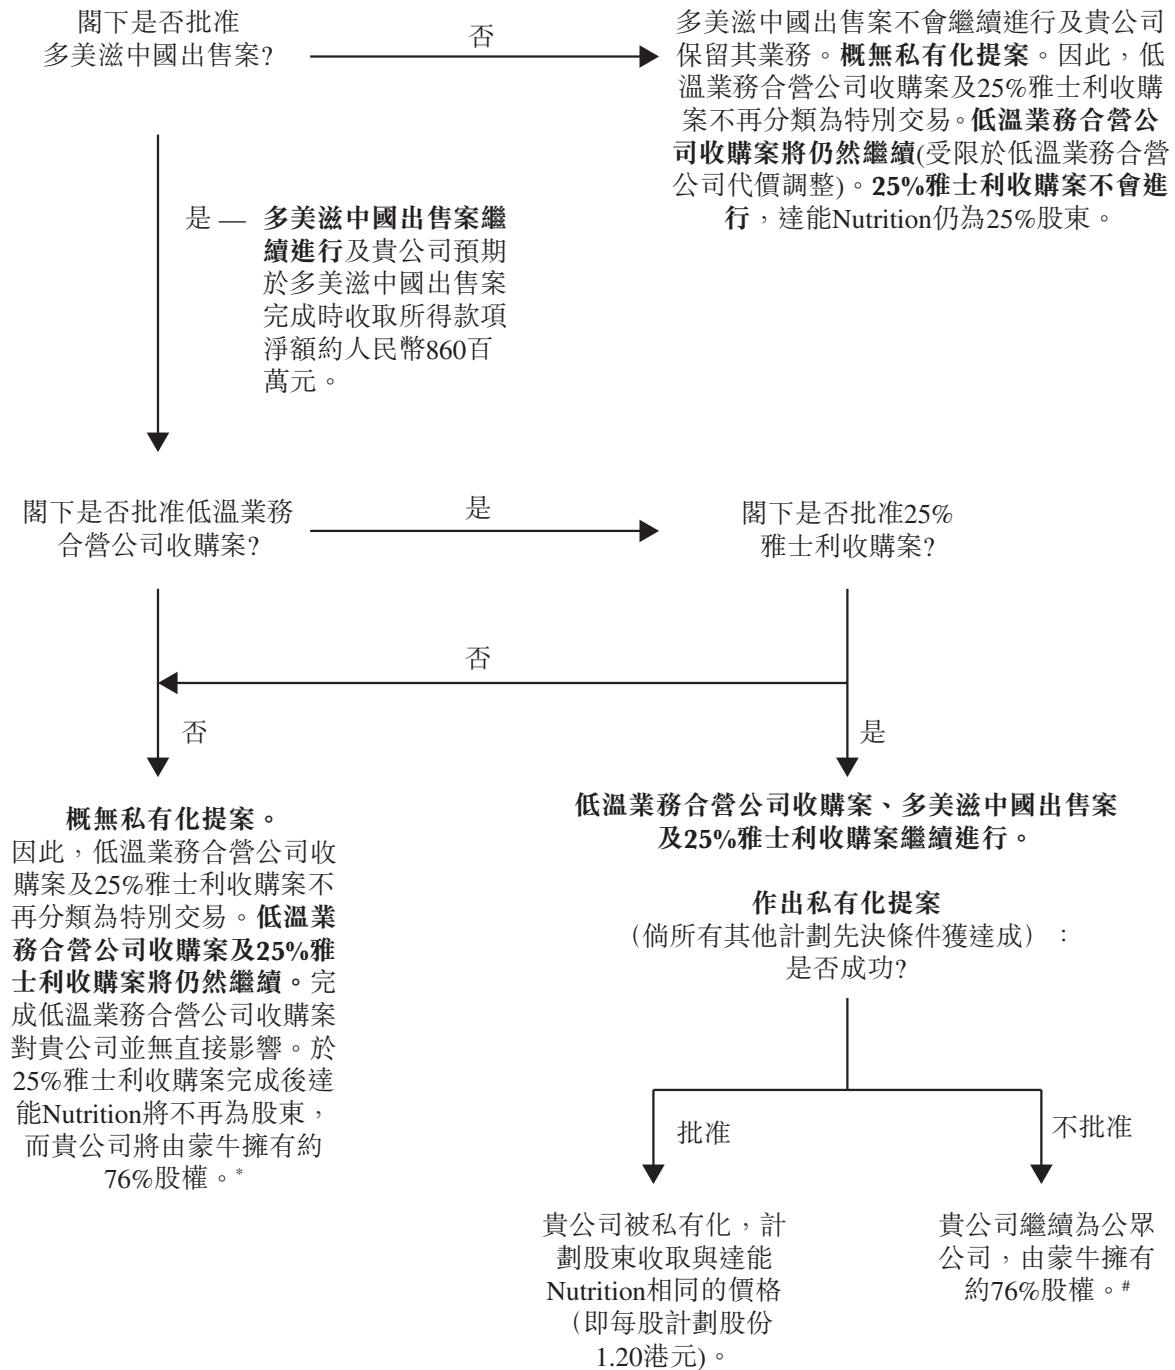 閣下是否批准
多美滋中國出售案?
否
多美滋中國出售案不會繼續進行及貴公司
保留其業務。概無私有化提案。因此，低
溫業務合營公司收購案及25%雅士利收購
案不再分類為特別交易。低溫業務合營公
司收購案將仍然繼續(受限於低溫業務合營
公司代價調整)。25%雅士利收購案不會進
行，達能Nutrition仍為25%股東。
是 — 多美滋中國出售案繼
續進行及貴公司預期
於多美滋中國出售案
完成時收取所得款項
淨額約人民幣860百
萬元。
閣下是否批准低溫業務
合營公司收購案?
是
閣下是否批准25%
雅士利收購案?
否
否
是
概無私有化提案。
因此，低溫業務合營公司收
購案及25%雅士利收購案不
再分類為特別交易。低溫業
務合營公司收購案及25%雅
士利收購案將仍然繼續。完
成低溫業務合營公司收購案
對貴公司並無直接影響。於
25%雅士利收購案完成後達
能Nutrition將不再為股東，
而貴公司將由蒙牛擁有約
76%股權。*
低溫業務合營公司收購案、多美滋中國出售案
及25%雅士利收購案繼續進行。
作出私有化提案
（倘所有其他計劃先決條件獲達成）：
是否成功?
批准
不批准
貴公司被私有化，計
劃股東收取與達能
Nutrition相同的價格
（即每股計劃股份
1.20港元)。
貴公司繼續為公眾
公司，由蒙牛擁有
約76%股權。#